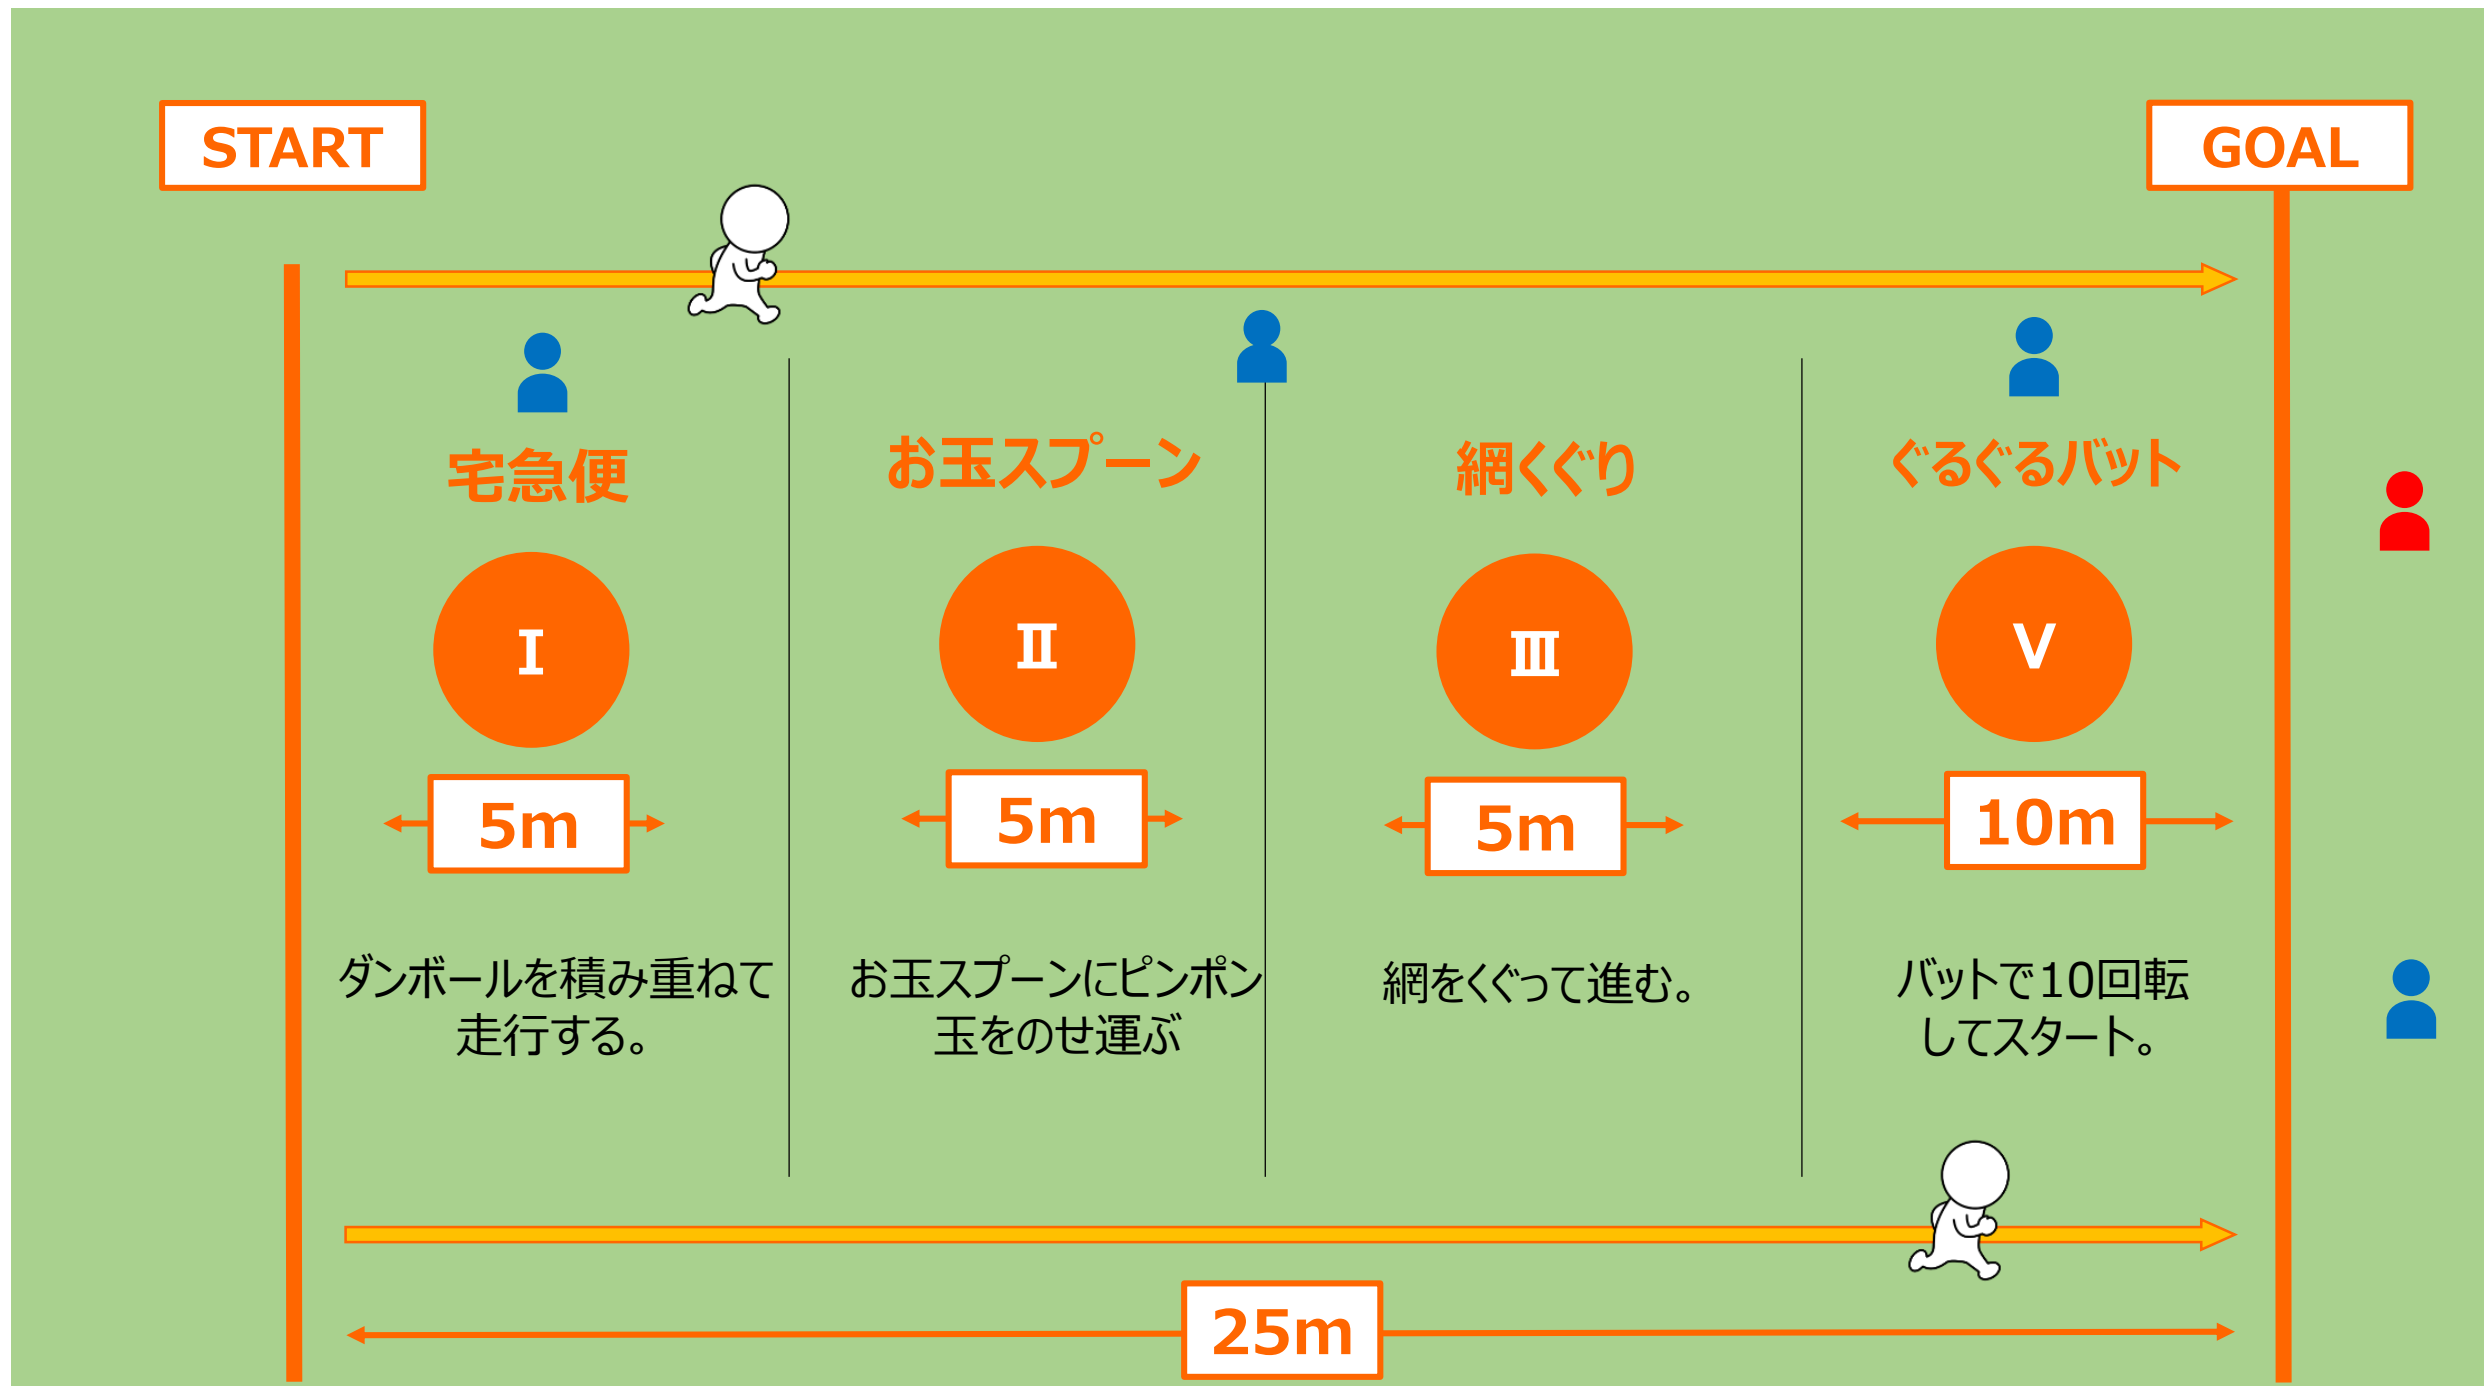 START
GOAL
宅急便
お玉スプーン
網くぐり
ぐるぐるバット
Ⅰ
Ⅱ
Ⅲ
Ⅴ
5m
5m
5m
10m
ダンボールを積み重ねて
走行する。
お玉スプーンにピンポン
玉をのせ運ぶ
網をくぐって進む。
バットで10回転
してスタート。
25m